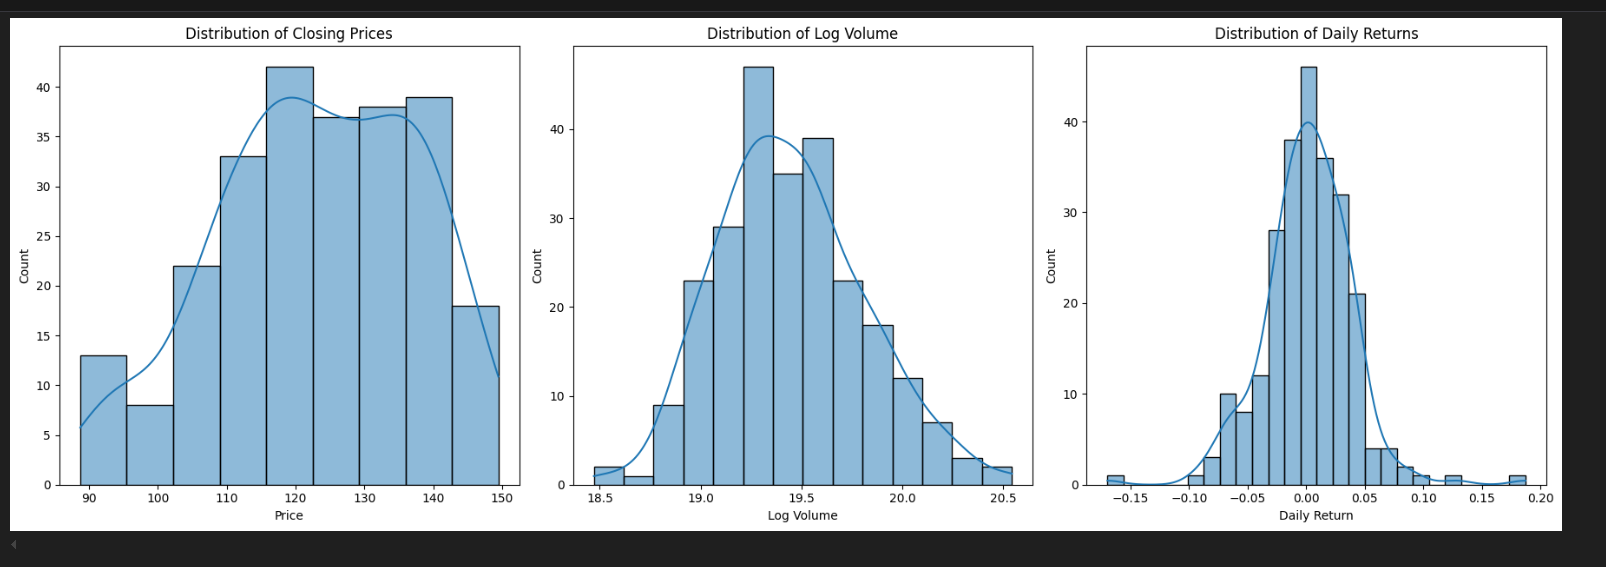 Distribution of Closing Prices
Count
40
35
30
25
20
15
10
5
0
90 100 110 120 130 140 150
Price
Distribution of Log Volume
Count
40
30
20
10
0
18.5 19.0 19.5 20.0 20.5
Log Volume
Distribution of Daily Returns
Count
40
30
20
10
0
−0.15 −0.10 −0.05 0.00 0.05 0.10 0.15 0.20
Daily Return